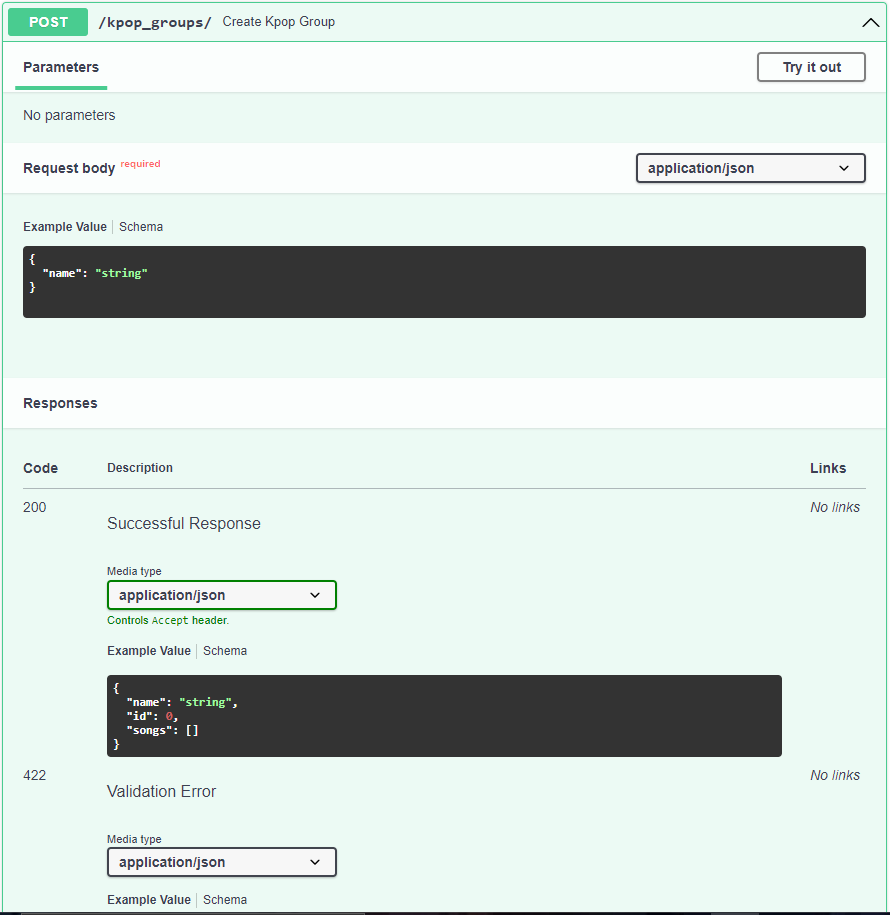 POST /kpop_groups/ Create Kpop Group
Parameters Try it out
No parameters
Request body required application/json
Example Value Schema
{
  "name": "string"
}
Responses
Code Description Links
200 No links
Successful Response
Media type
application/json
Controls Accept header.
Example Value Schema
{
  "name": "string",
  "id": 0,
  "songs": []
}
422 No links
Validation Error
Media type
application/json
Example Value Schema